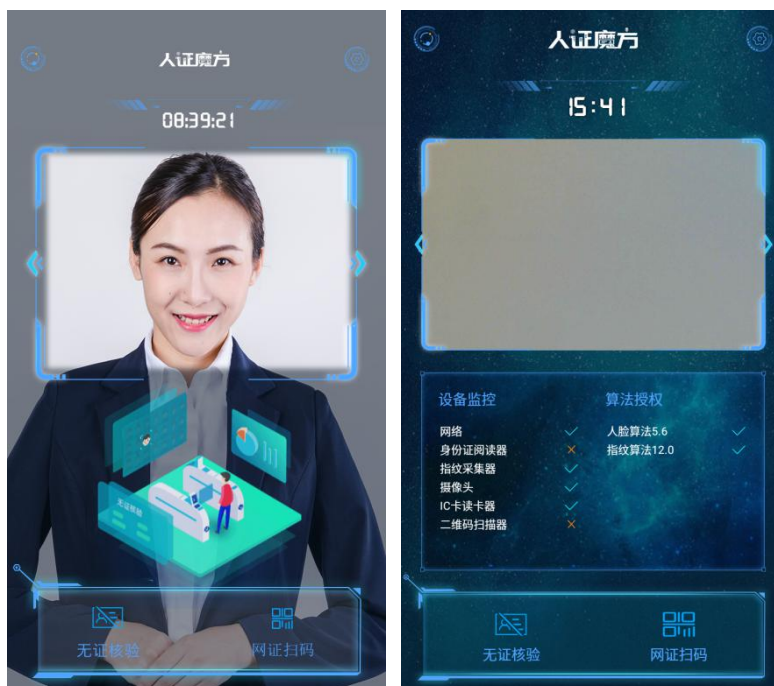 人证魔方
08:39:21
无证核验
无证核验
网证扫码
人证魔方
15:41
设备监控
算法授权
网络
人脸算法5.6
身份证阅读器
指纹算法12.0
指纹采集器
摄像头
IC卡读卡器
二维码扫描器
无证核验
网证扫码